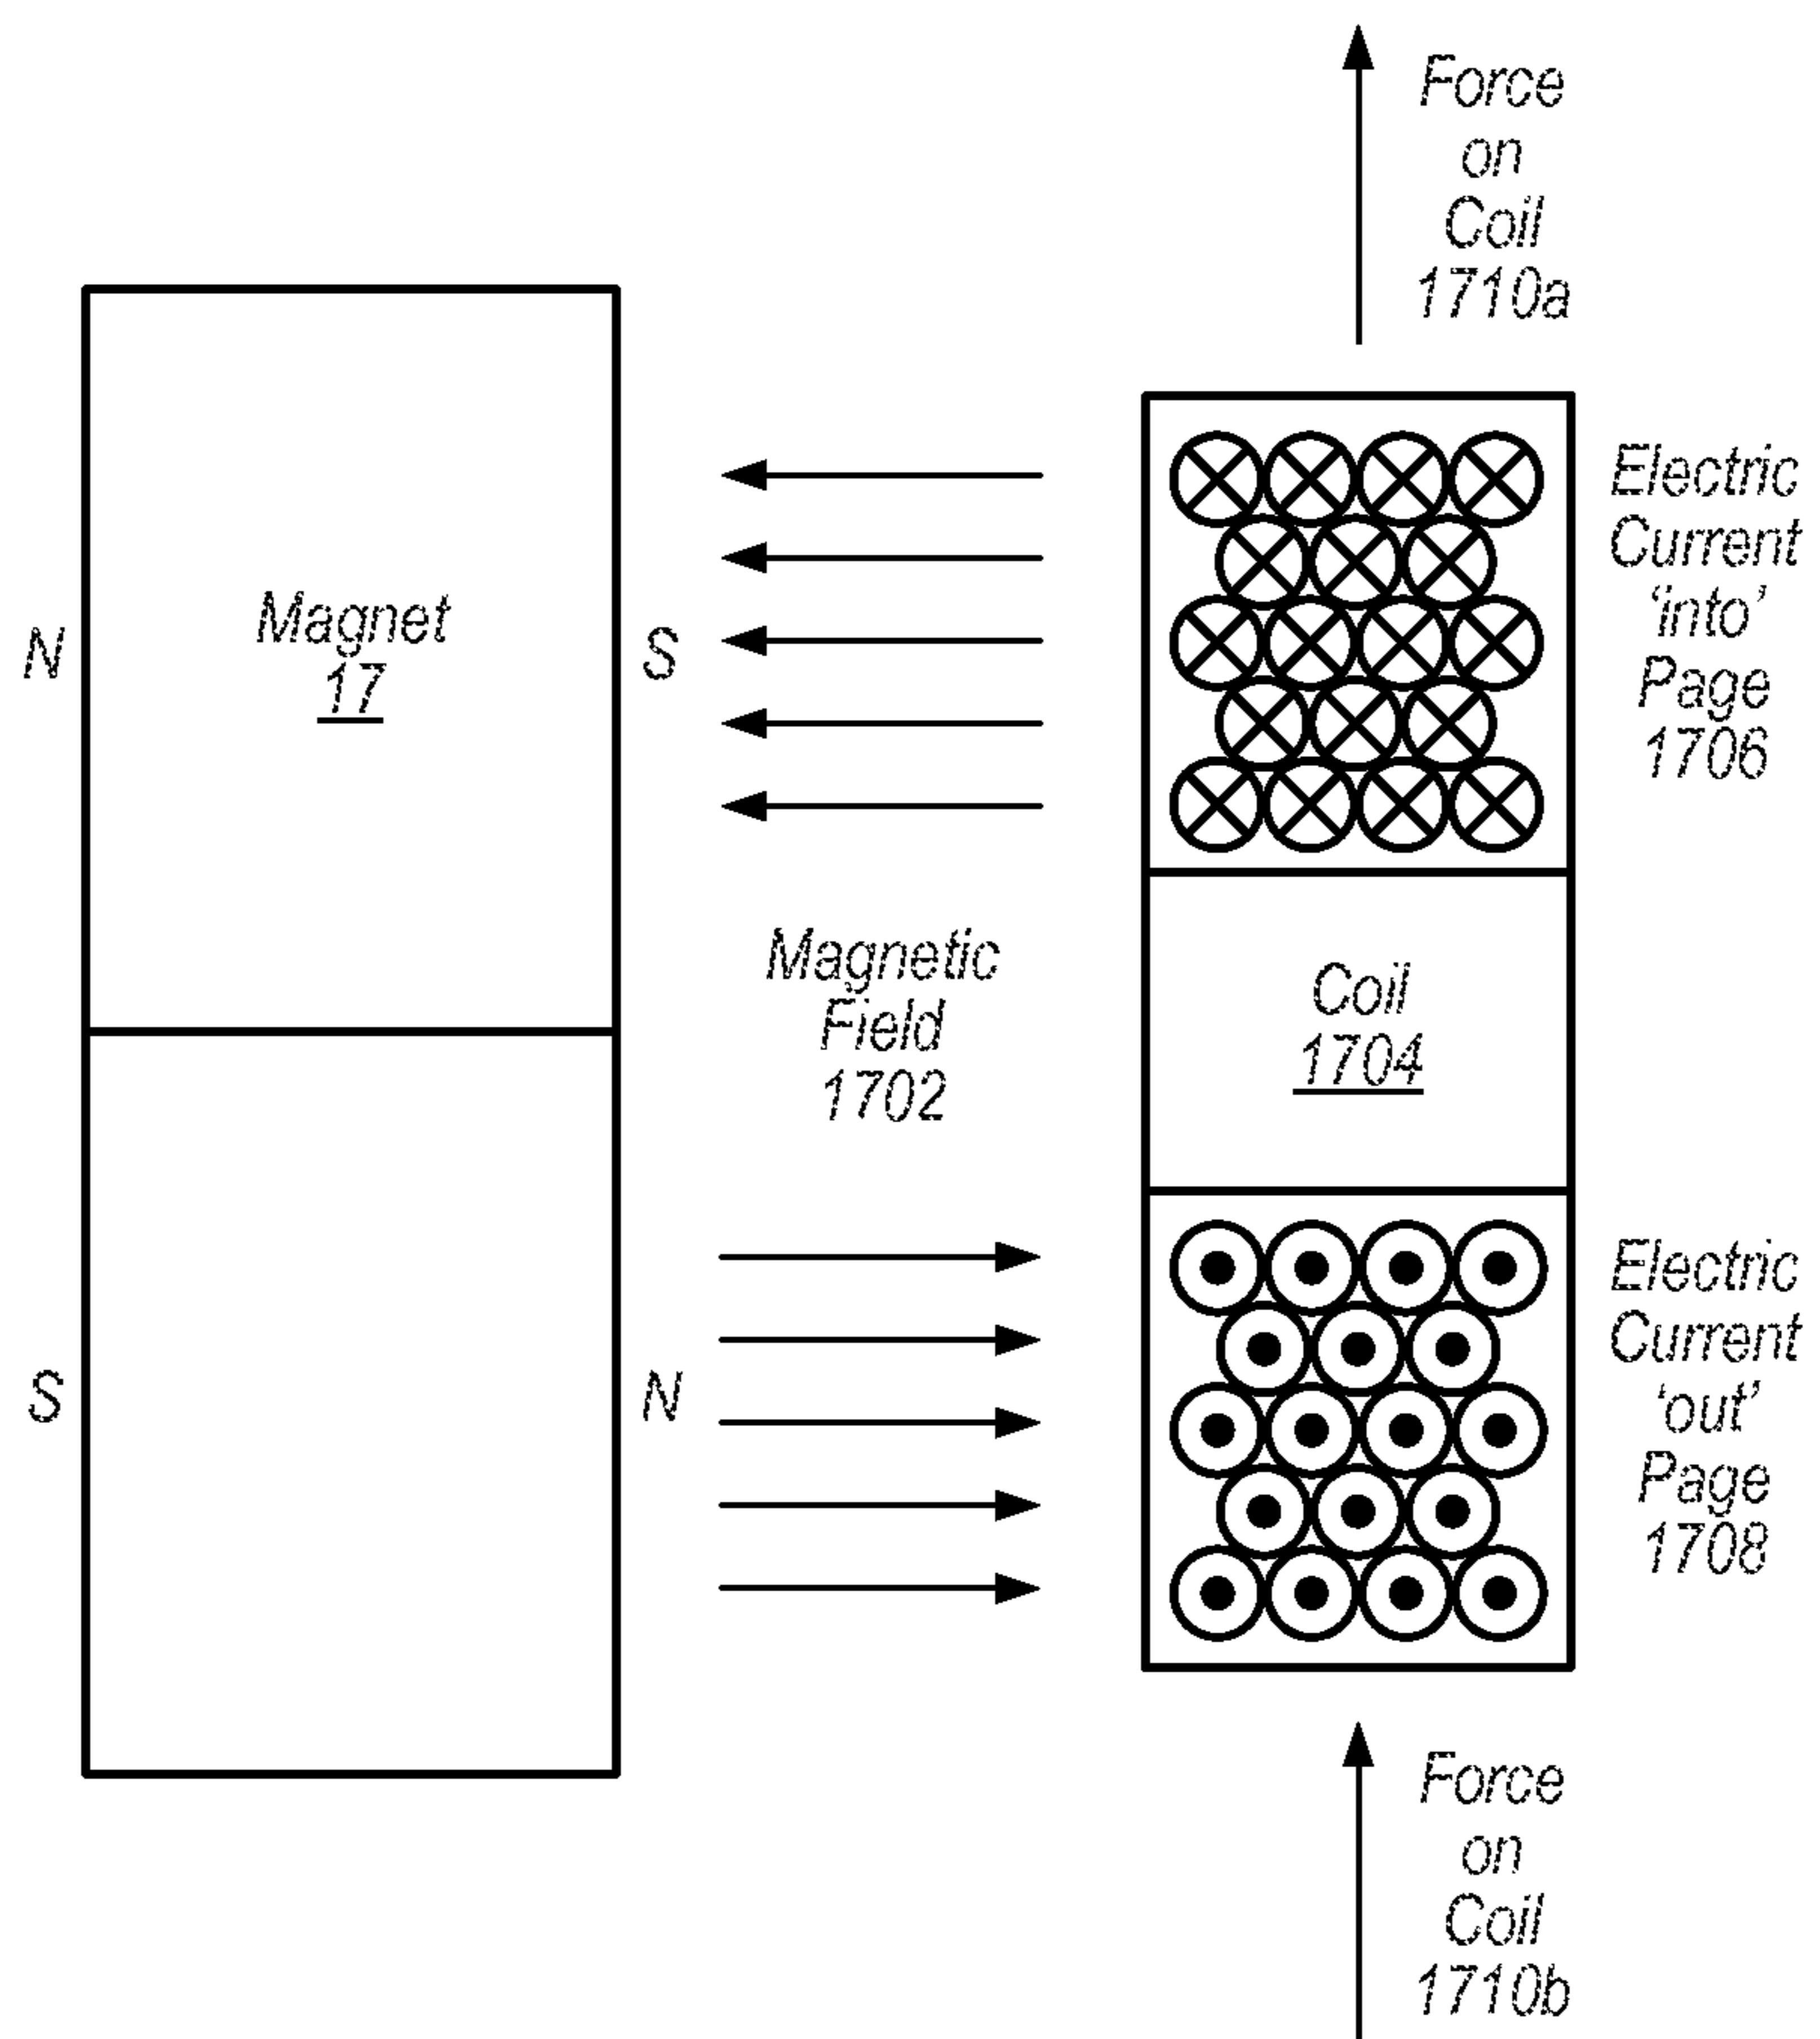 Force
on
Coil
1710a
N
Magnet
17
S
Electric
Current
‘into’
Page
1706
Magnetic
Field
1702
Coil
1704
S
N
Electric
Current
‘out’
Page
1708
Force
on
Coil
1710b